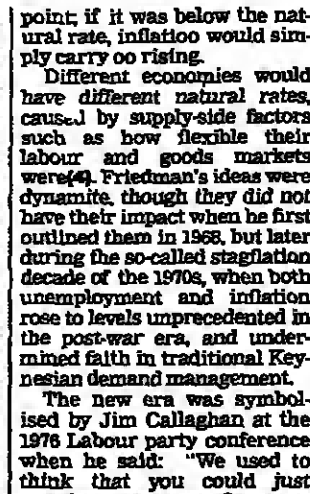 point; if it was below the nat-
ural rate, inflatioo would sim-
ply carry oo rising.
Different economies would
have different natural rates,
caused by supply-side factors
such as how flexible their
labour and goods markets
were[4]. Friedman's ideas were
dynamite, though they did not
have their impact when he first
outlined them in 1968, but later
during the so-called stagflation
decade of the 1970s, when both
unemployment and inflation
rose to levels unprecedented in
the post-war era, and under-
mined faith in traditional Key-
nesian demand management.
The new era was symbol-
ised by Jim Callaghan at the
1976 Labour party conference
when he said: "We used to
think that you could just